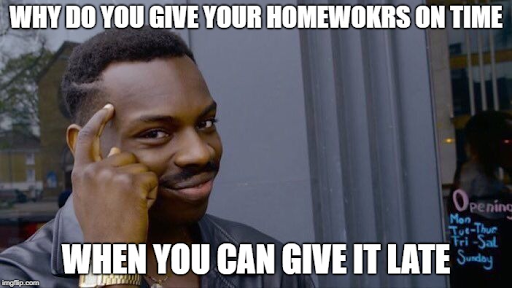 WHY DO YOU GIVE YOUR HOMEWOKRS ON TIME
Opening
Mon
Tue-Thur
Fri-Sal
Sunday
WHEN YOU CAN GIVE IT LATE
imgflip.com